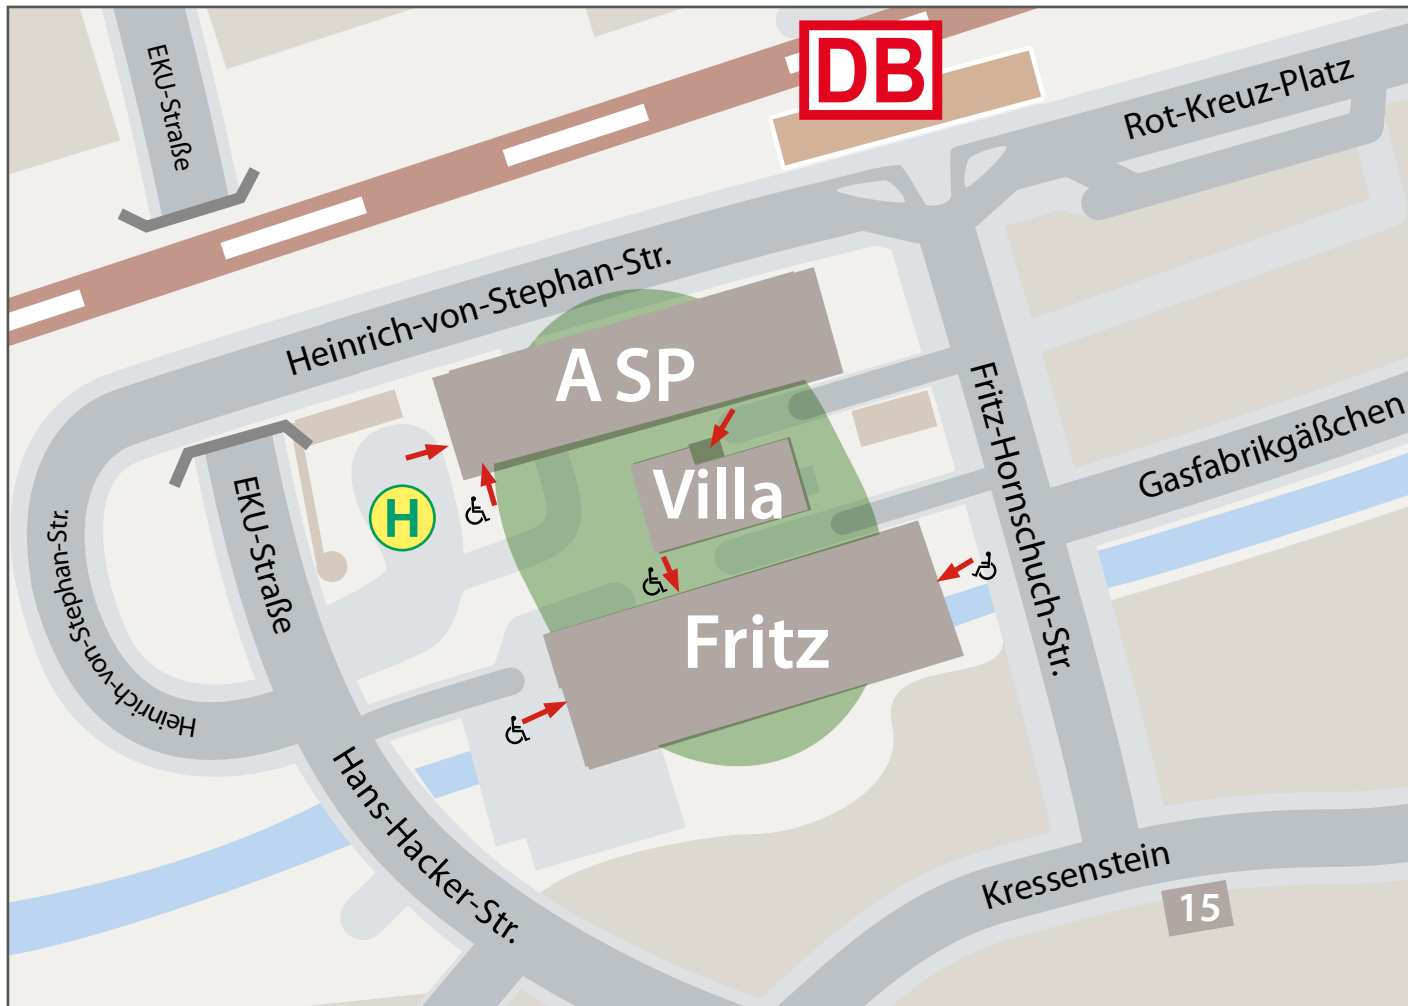 EKU-Straße
DB
Rot-Kreuz-Platz
Heinrich-von-Stephan-Str.
A SP
Fritz-Hornschuch-Str.
Gasfabrikgäßchen
Villa
H
EKU-Straße
Heinrich-von-Stephan-Str.
Fritz
Hans-Hacker-Str.
Kressenstein
15